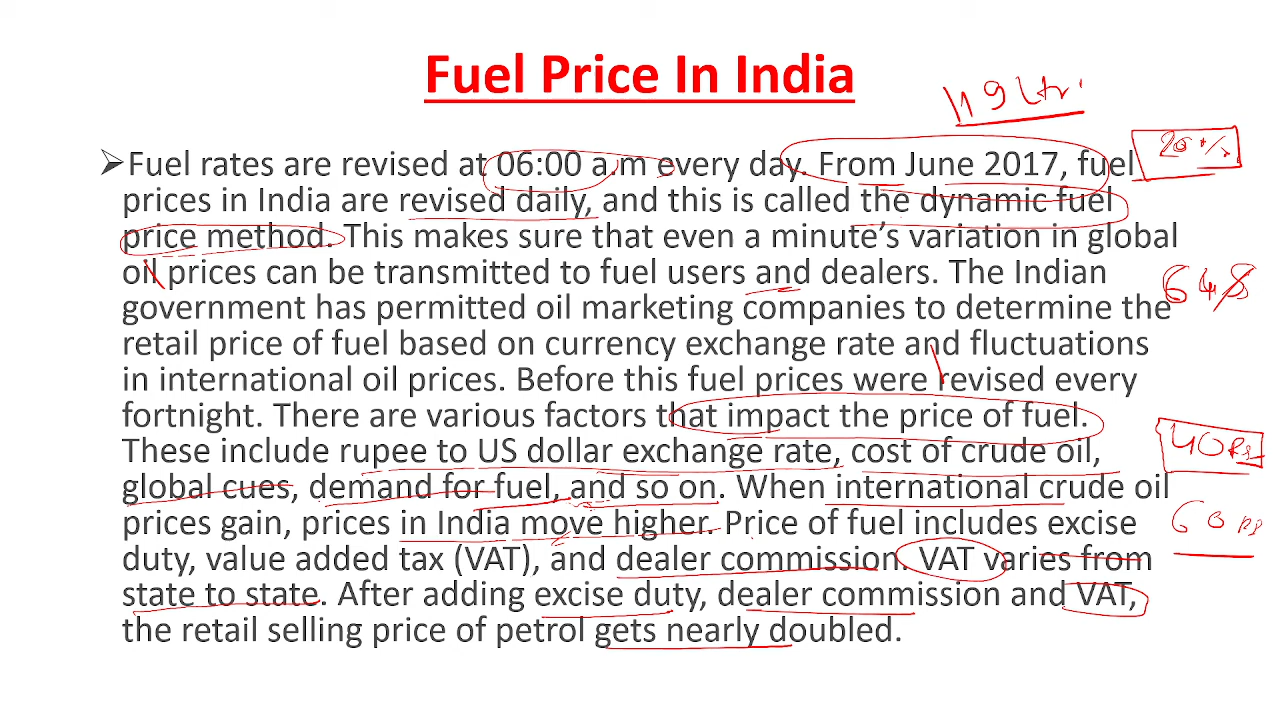 Fuel Price In India
119 Ltr.
➢Fuel rates are revised at 06:00 a.m every day. From June 2017, fuel
20%
prices in India are revised daily, and this is called the dynamic fuel
price method. This makes sure that even a minute's variation in global
oil prices can be transmitted to fuel users and dealers. The Indian
government has permitted oil marketing companies to determine the
retail price of fuel based on currency exchange rate and fluctuations
in international oil prices. Before this fuel prices were revised every
fortnight. There are various factors that impact the price of fuel.
These include rupee to US dollar exchange rate, cost of crude oil,
40 Rs
global cues, demand for fuel, and so on. When international crude oil
prices gain, prices in India move higher. Price of fuel includes excise
60
duty, value added tax (VAT), and dealer commission. VAT varies from
state to state. After adding excise duty, dealer commission and VAT,
the retail selling price of petrol gets nearly doubled.